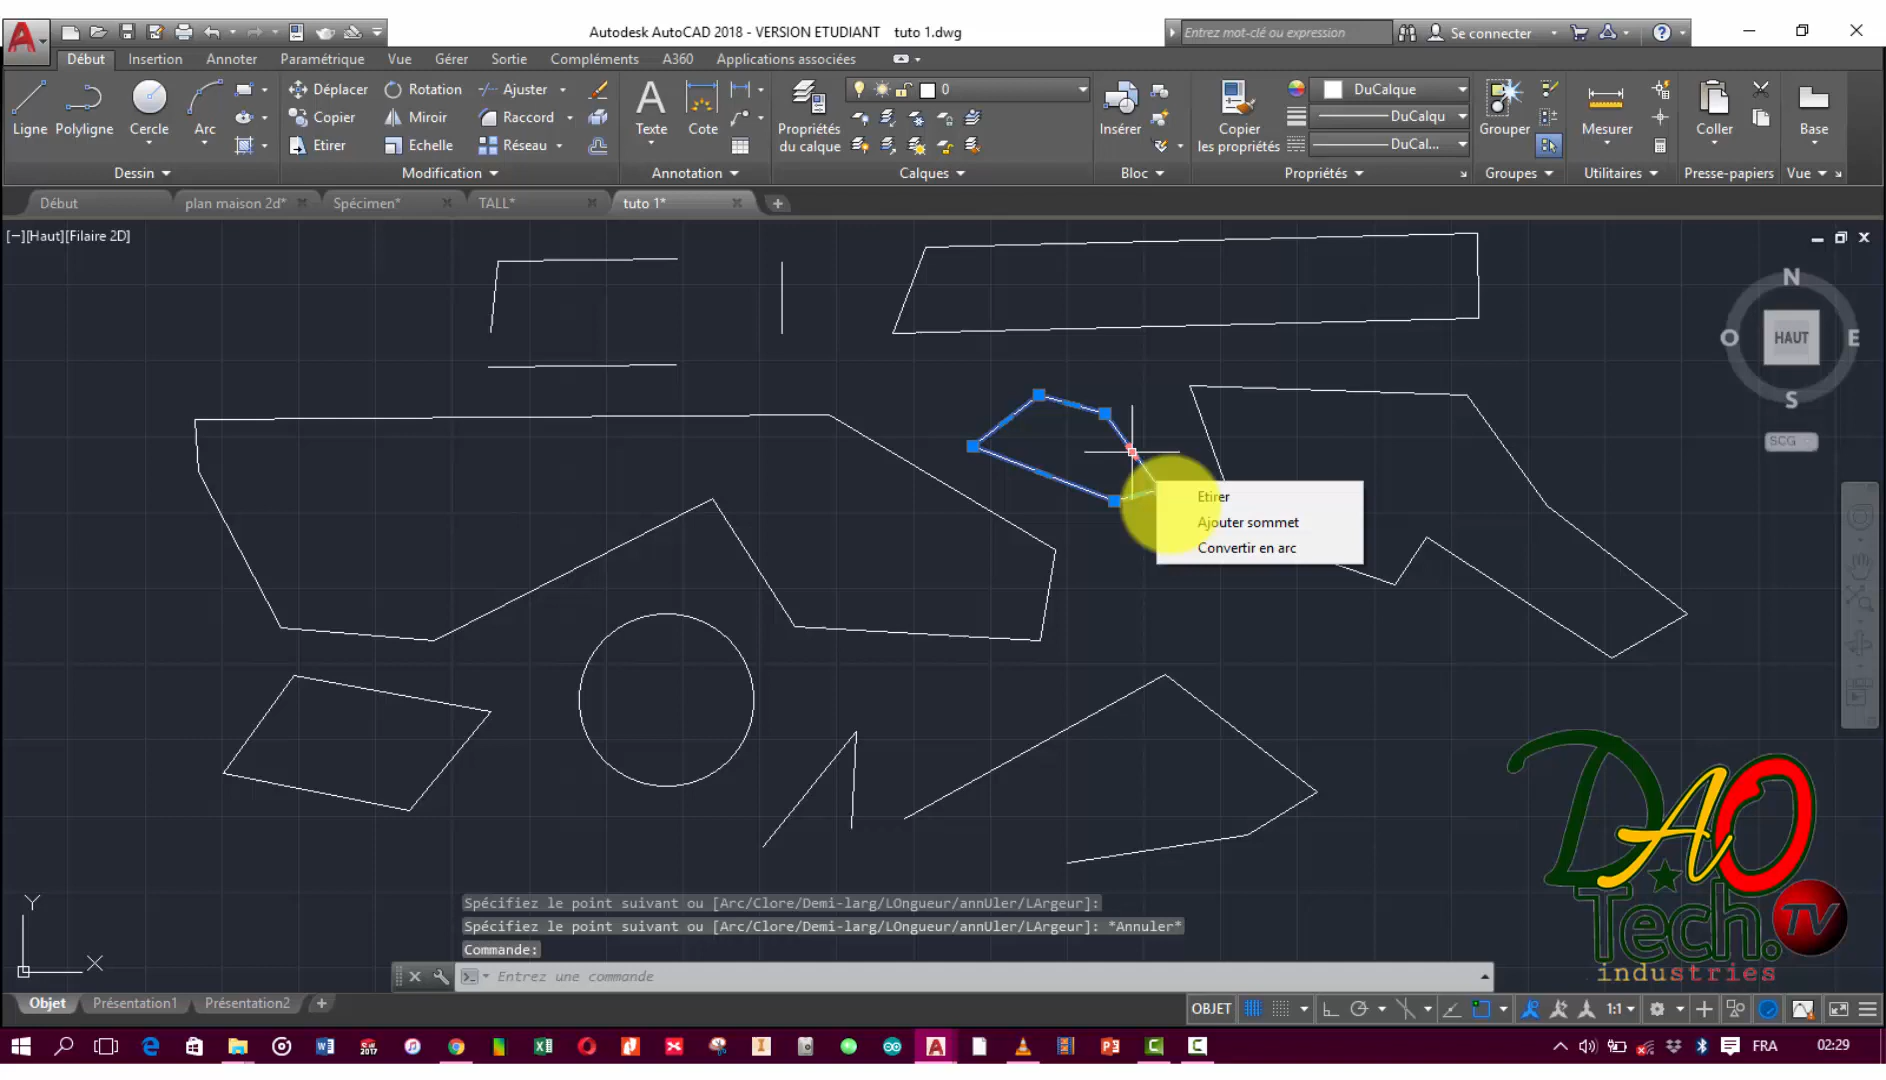 Autodesk AutoCAD 2018 - VERSION ETUDIANT tuto 1.dwg
Entrez mot-clé ou expression
Se connecter
Début Insertion Annoter Paramétrique Vue Gérer Sortie Compléments A360 Applications associées
Ligne Polyligne Cercle Arc
Déplacer Rotation Ajuster
Copier Miroir Raccord
Etirer Echelle Réseau
Texte Cote
Propriétés
du calque
0
Insérer
Copier
les propriétés
DuCalque
DuCalqu
DuCal...
Grouper Mesurer Coller Base
Dessin Modification Annotation Calques Bloc Propriétés Groupes Utilitaires Presse-papiers Vue
Début plan maison 2d* Spécimen* TALL* tuto 1*
[−][Haut][Filaire 2D]
N
O HAUT E
S
SCG
Etirer
Ajouter sommet
Convertir en arc
DAO
Tech. TV
industries
Spécifiez le point suivant ou [Arc/Clore/Demi-larg/LOngueur/annUler/LArgeur]:
Spécifiez le point suivant ou [Arc/Clore/Demi-larg/LOngueur/annUler/LArgeur]: *Annuler*
Commande:
Y
X
Entrez une commande
Objet Présentation1 Présentation2
OBJET 1:1
FRA 02:29